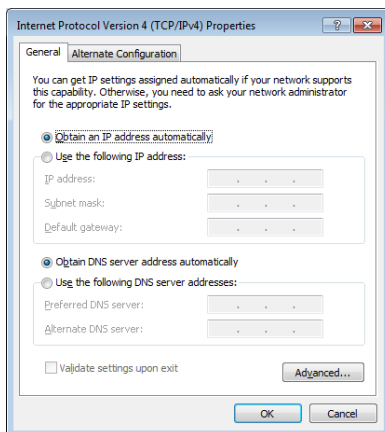 Internet Protocol Version 4 (TCP/IPv4) Properties
General
Alternate Configuration
You can get IP settings assigned automatically if your network supports
this capability. Otherwise, you need to ask your network administrator
for the appropriate IP settings.
Obtain an IP address automatically
Use the following IP address:
IP address:
Subnet mask:
Default gateway:
Obtain DNS server address automatically
Use the following DNS server addresses:
Preferred DNS server:
Alternate DNS server:
Validate settings upon exit
Advanced...
OK
Cancel